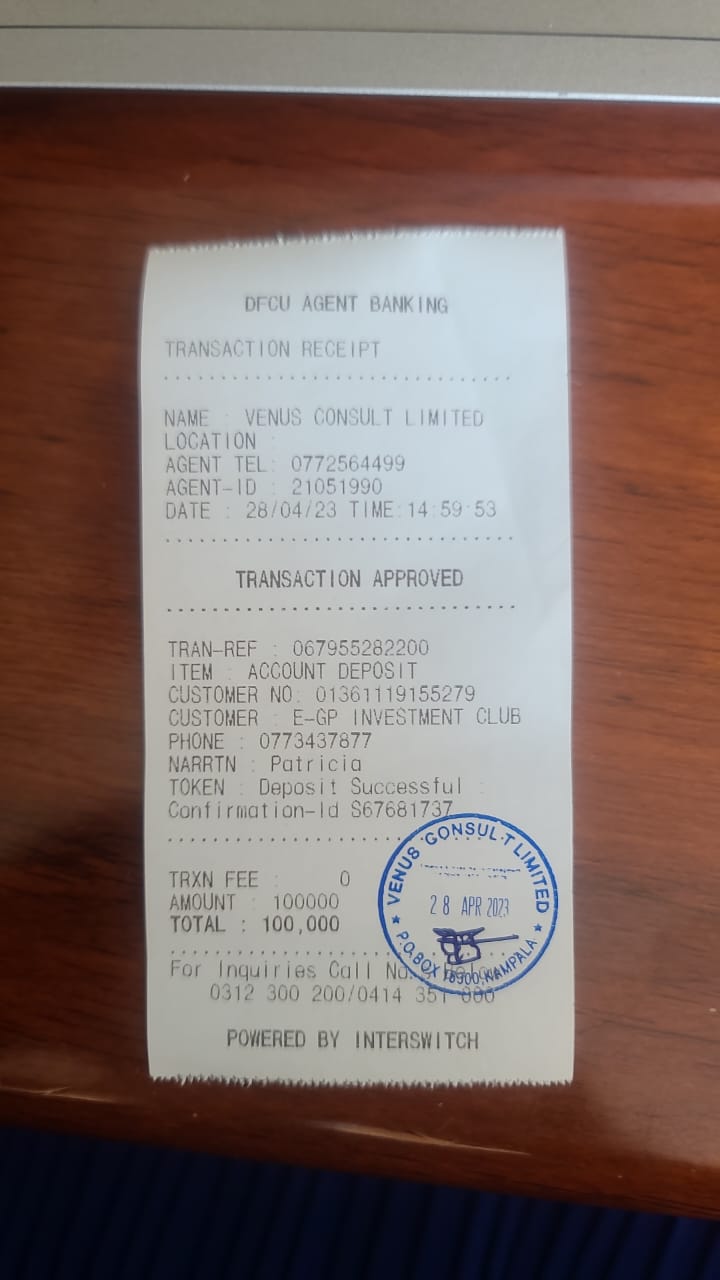 DFCU AGENT BANKING
TRANSACTION RECEIPT
NAME : VENUS CONSULT LIMITED
LOCATION :
AGENT TEL: 0772564499
AGENT-ID : 21051990
DATE : 28/04/23 TIME:14:59:53
TRANSACTION APPROVED
TRAN-REF : 067955282200
ITEM : ACCOUNT DEPOSIT
CUSTOMER NO: 01361119155279
CUSTOMER : E-GP INVESTMENT CLUB
PHONE : 0773437877
NARRTN : Patricia
TOKEN : Deposit Successful :
Confirmation-Id S67681737
TRXN FEE : 0
AMOUNT : 100000
TOTAL : 100,000
VENUS CONSULT LIMITED
28 APR 2023
P.O.BOX KAMPALA
For Inquiries Call No.s Below
0312 300 200/0414 351 000
POWERED BY INTERSWITCH